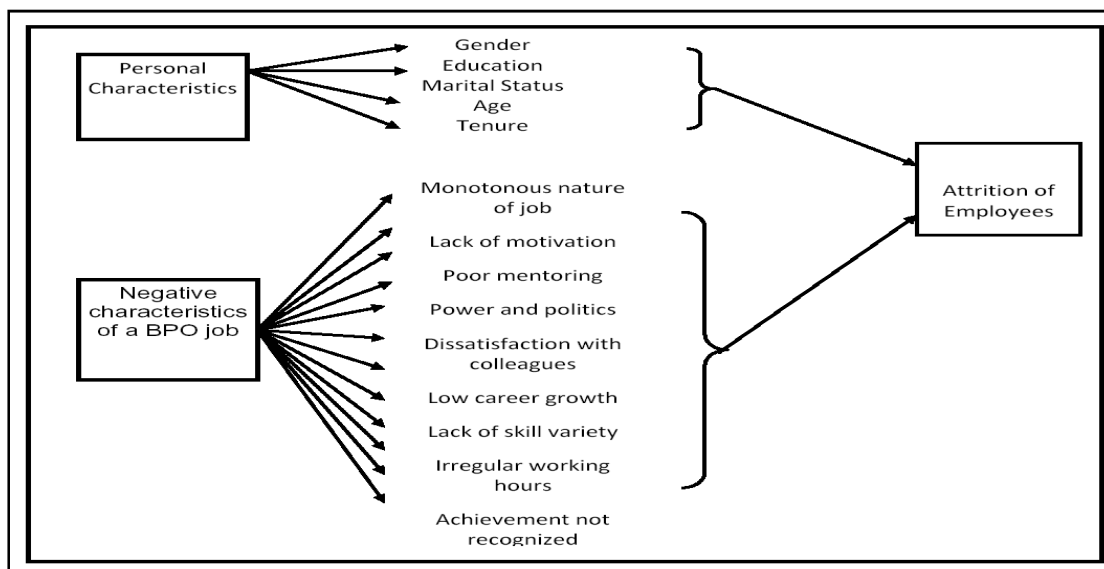 Personal
Characteristics
Gender
Education
Marital Status
Age
Tenure
Attrition of
Employees
Negative
characteristics
of a BPO job
Monotonous nature
of job
Lack of motivation
Poor mentoring
Power and politics
Dissatisfaction with
colleagues
Low career growth
Lack of skill variety
Irregular working
hours
Achievement not
recognized